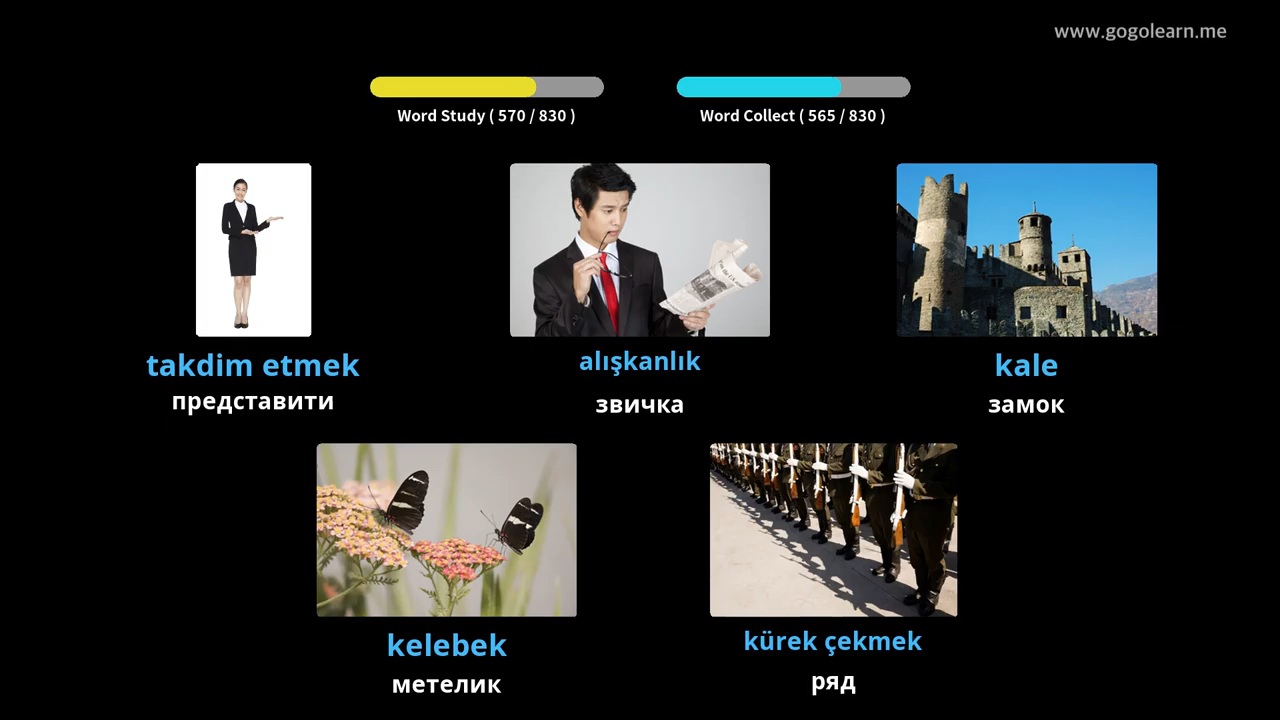 www.gogolearn.me
Word Study ( 570 / 830 )
Word Collect ( 565 / 830 )
takdim etmek
представити
alışkanlık
звичка
kale
замок
kelebek
метелик
kürek çekmek
ряд